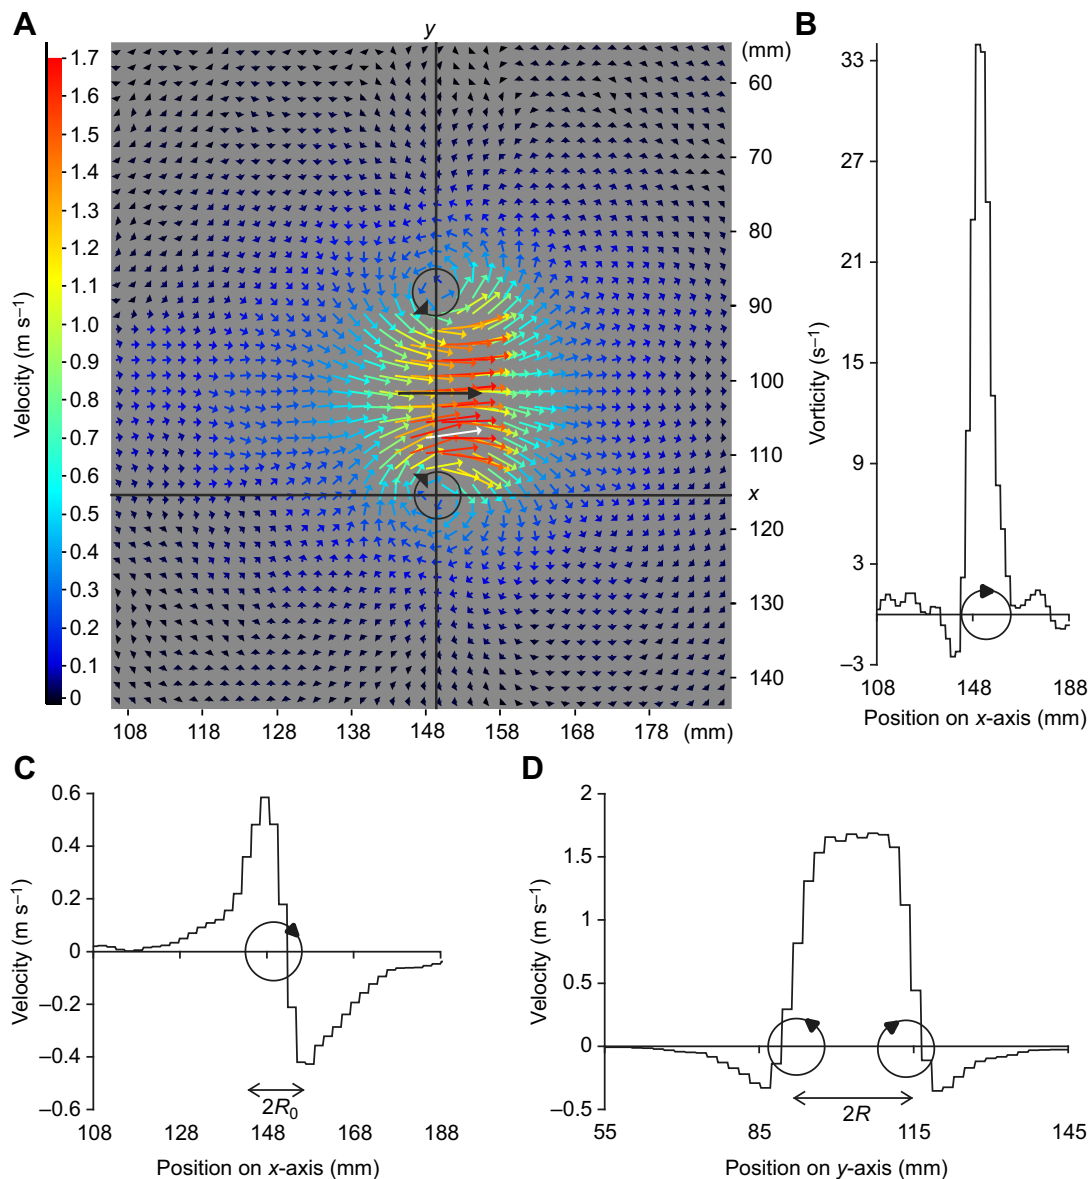 A
y
(mm)
1.7
1.6
1.5
1.4
1.3
1.2
1.1
1.0
0.9
0.8
0.7
0.6
0.5
0.4
0.3
0.2
0.1
0
Velocity (m s–1)
60
70
80
90
100
110
x
120
130
140
108 118 128 138 148 158 168 178 (mm)
B
33
27
21
15
9
3
–3
Vorticity (s–1)
108 148 188
Position on x-axis (mm)
C
0.6
0.4
0.2
0
–0.2
–0.4
–0.6
Velocity (m s–1)
2R0
108 128 148 168 188
Position on x-axis (mm)
D
2
1.5
1
0.5
0
–0.5
Velocity (m s–1)
2R
55 85 115 145
Position on y-axis (mm)